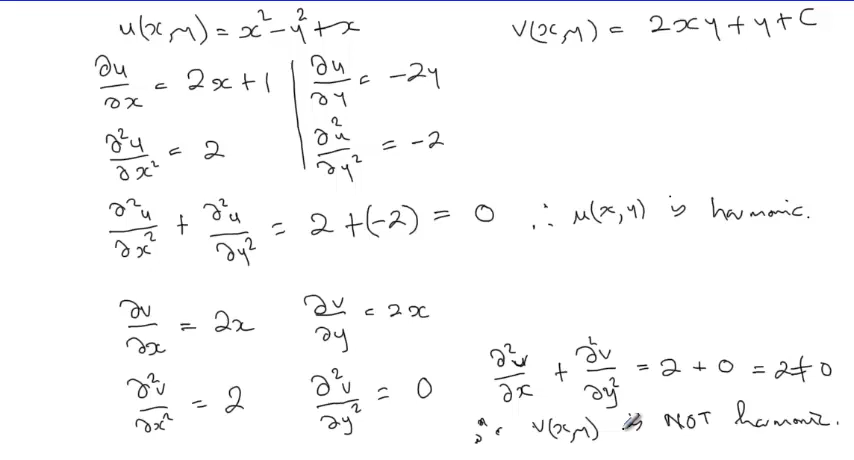 u(x,y) = x² - y² + x    v(x,y) = 2xy + y + C
∂u/∂x = 2x + 1 | ∂u/∂y = -2y
∂²u/∂x² = 2 | ∂²u/∂y² = -2
∂²u/∂x² + ∂²u/∂y² = 2 + (-2) = 0 ∴ u(x,y) is harmonic.
∂v/∂x = 2x    ∂v/∂y = 2x
∂²v/∂x² = 2    ∂²v/∂y² = 0    ∂²v/∂x + ∂²v/∂y² = 2 + 0 = 2 ≠ 0
∴ v(x,y) is NOT harmonic.